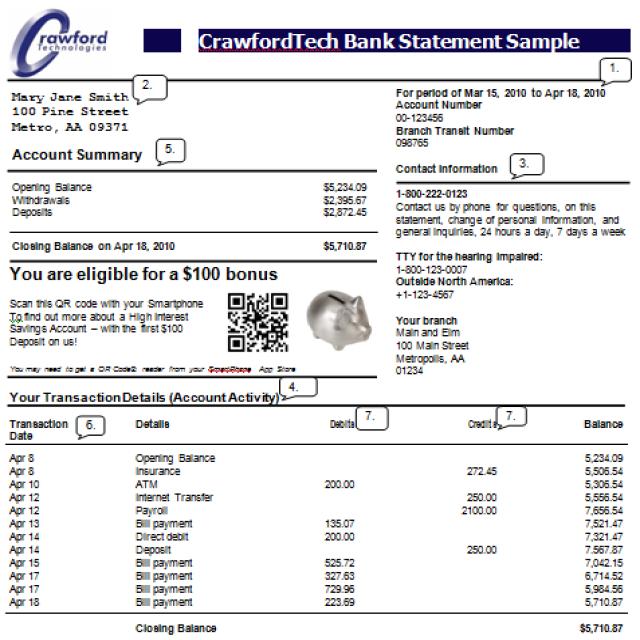 Crawford
Technologies
CrawfordTech Bank Statement Sample
1.
2.
Mary Jane Smith
100 Pine Street
Metro, AA 09371
For period of Mar 15, 2010 to Apr 18, 2010
Account Number
00-123456
Branch Transit Number
098765
5.
Account Summary
Opening Balance $5,234.09
Withdrawals $2,395.67
Deposits $2,872.45
Closing Balance on Apr 18, 2010 $5,710.87
3.
Contact Information
1-800-222-0123
Contact us by phone for questions, on this
statement, change of personal information, and
general inquiries, 24 hours a day, 7 days a week
TTY for the hearing impaired:
1-800-123-0007
Outside North America:
+1-123-4567
Your branch
Main and Elm
100 Main Street
Metropolis, AA
01234
You are eligible for a $100 bonus
Scan this QR code with your Smartphone
To find out more about a High Interest
Savings Account – with the first $100
Deposit on us!
You may need to get a QR Code® reader from your SmartPhone App Store
4.
Your Transaction Details (Account Activity)
Transaction
Date 6. Details Debits 7. Credits 7. Balance
Apr 8 Opening Balance 5,234.09
Apr 8 Insurance 272.45 5,506.54
Apr 10 ATM 200.00 5,306.54
Apr 12 Internet Transfer 250.00 5,556.54
Apr 12 Payroll 2100.00 7,656.54
Apr 13 Bill payment 135.07 7,521.47
Apr 14 Direct debit 200.00 7,321.47
Apr 14 Deposit 250.00 7.567.87
Apr 15 Bill payment 525.72 7,042.15
Apr 17 Bill payment 327.63 6,714.52
Apr 17 Bill payment 729.96 5,984.56
Apr 18 Bill payment 223.69 5,710.87
Closing Balance $5,710.87